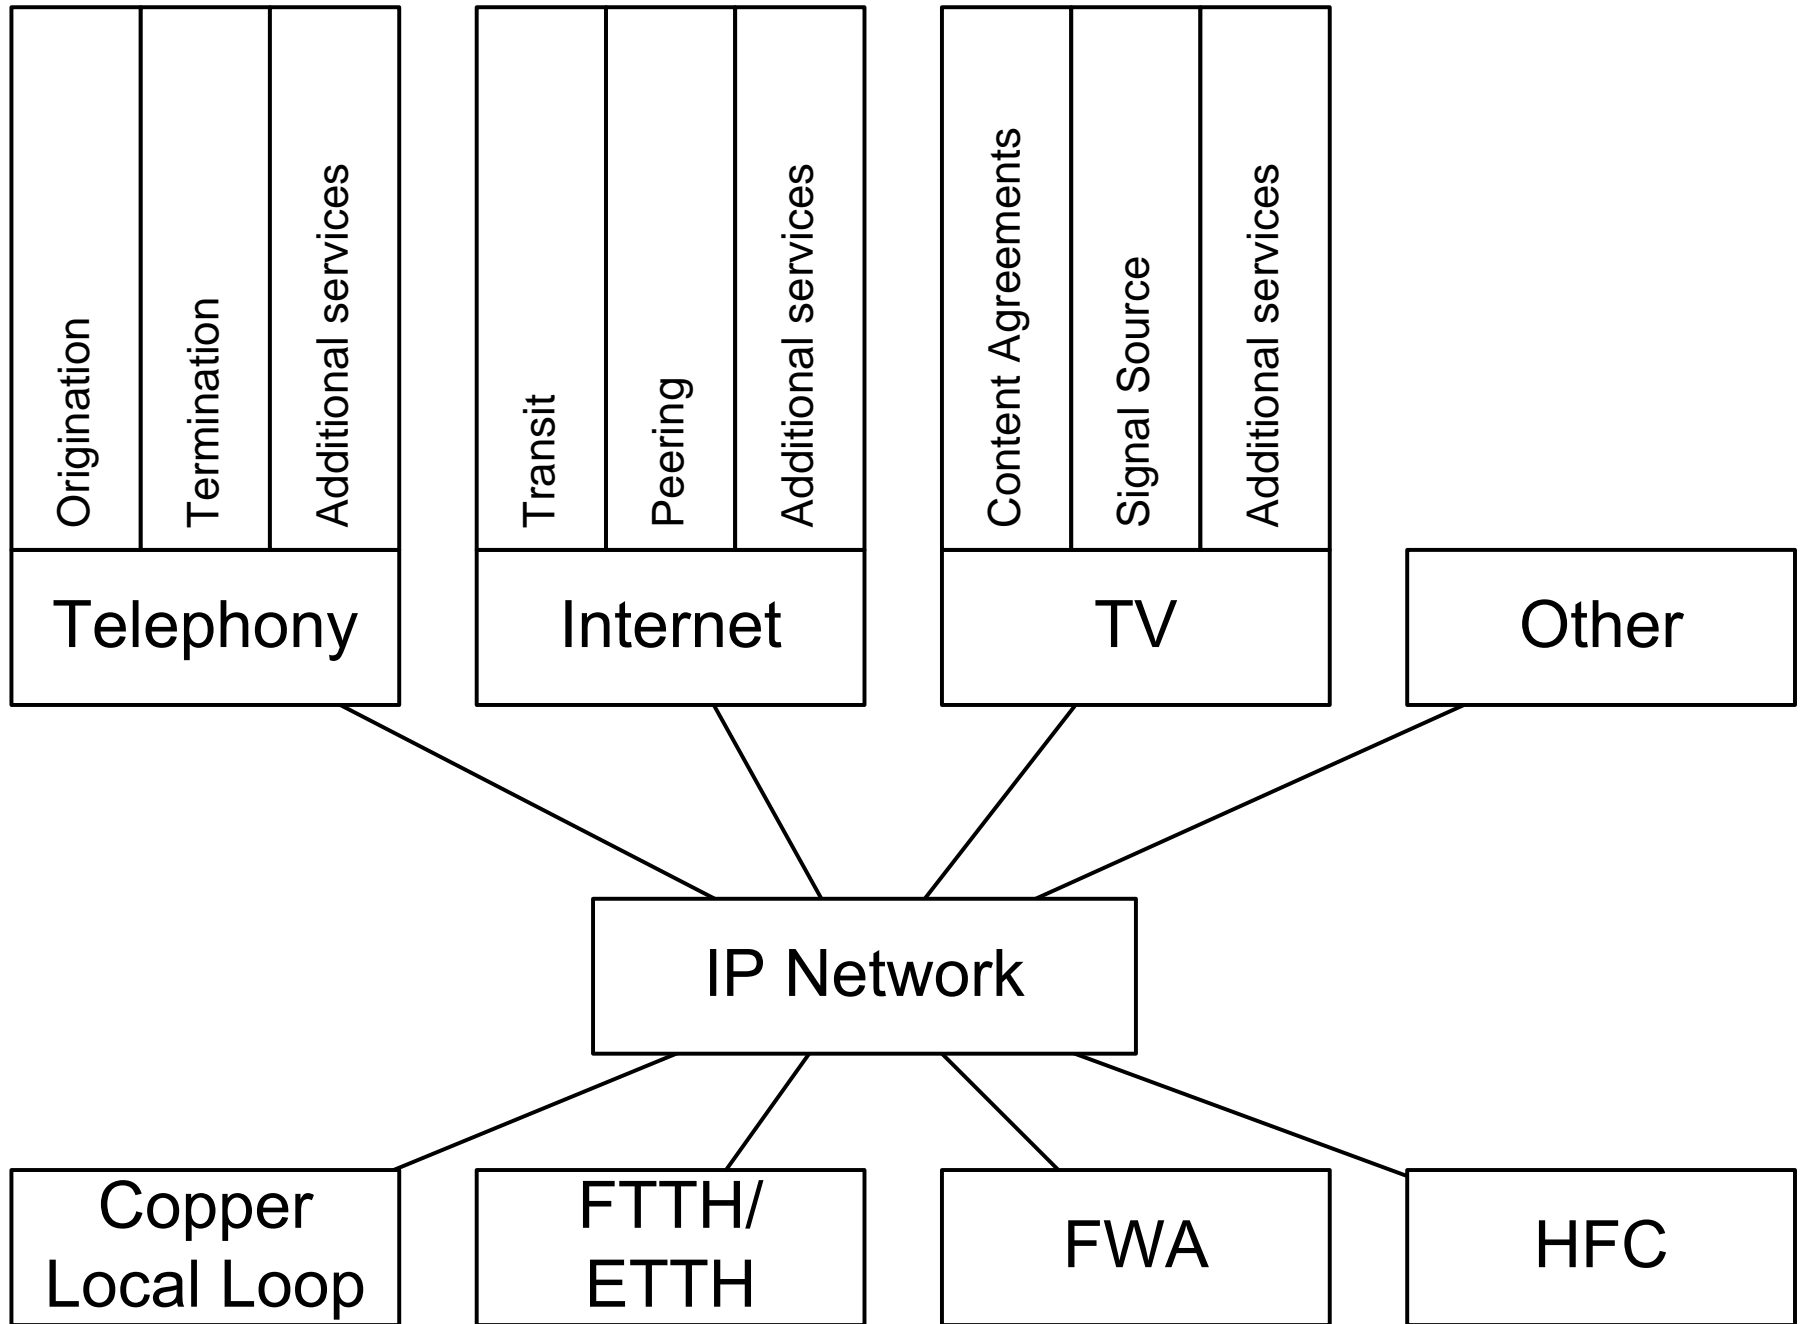 Origination
Termination
Additional services
Transit
Peering
Additional services
Content Agreements
Signal Source
Additional services
Telephony
Internet
TV
Other
IP Network
Copper
Local Loop
FTTH/
ETTH
FWA
HFC